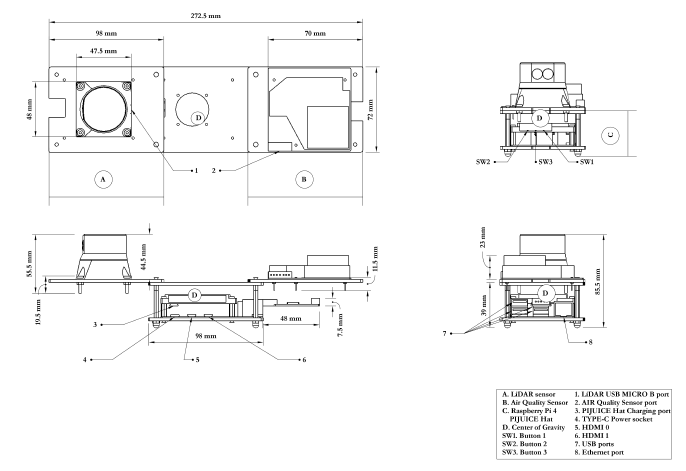 272.5 mm
98 mm
70 mm
47.5 mm
48 mm
D
72 mm
1
2
A
B
D
C
SW2
SW3
SW1
55.5 mm
44.5 mm
11.5 mm
19.5 mm
D
3
48 mm
7.5 mm
98 mm
4
5
6
23 mm
39 mm
D
85.5 mm
7
8
A. LiDAR sensor
B. Air Quality Sensor
C. Raspberry Pi 4
PIJUICE Hat
D. Center of Gravity
SW1. Button 1
SW2. Button 2
SW3. Button 3
1. LiDAR USB MICRO B port
2. AIR Quality Sensor port
3. PIJUICE Hat Charging port
4. TYPE-C Power socket
5. HDMI 0
6. HDMI 1
7. USB ports
8. Ethernet port